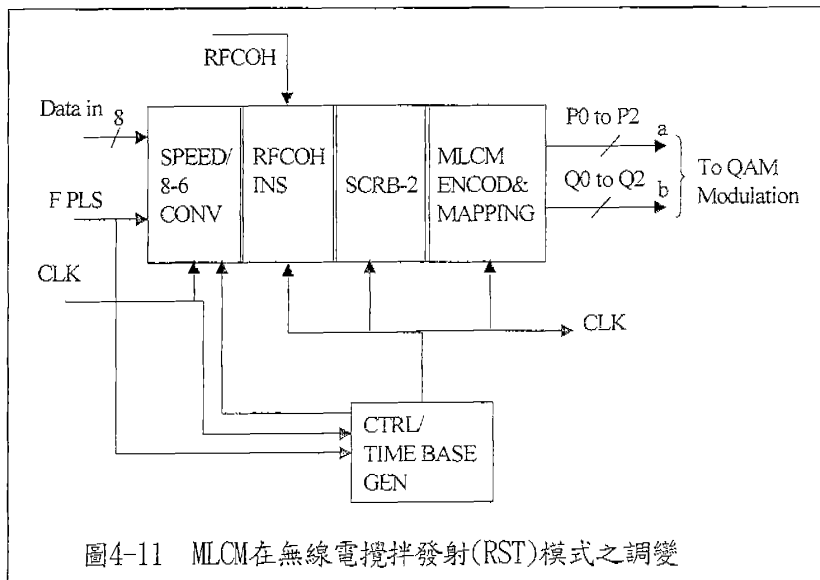 RFCOH
Data in
8
SPEED/
8-6
CONV
RFCOH
INS
SCRB-2
MLCM
ENCOD&
MAPPING
P0 to P2
a
Q0 to Q2
b
To QAM
Modulation
F PLS
CLK
CLK
CTRL/
TIME BASE
GEN
圖4-11 MLCM在無線電攪拌發射(RST)模式之調變